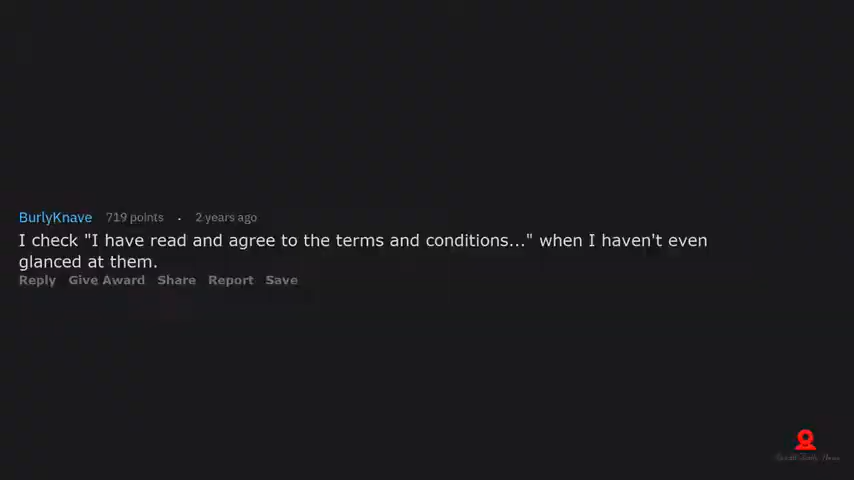 BurlyKnave 719 points . 2 years ago
I check "I have read and agree to the terms and conditions..." when I haven't even
glanced at them.
Reply Give Award Share Report Save